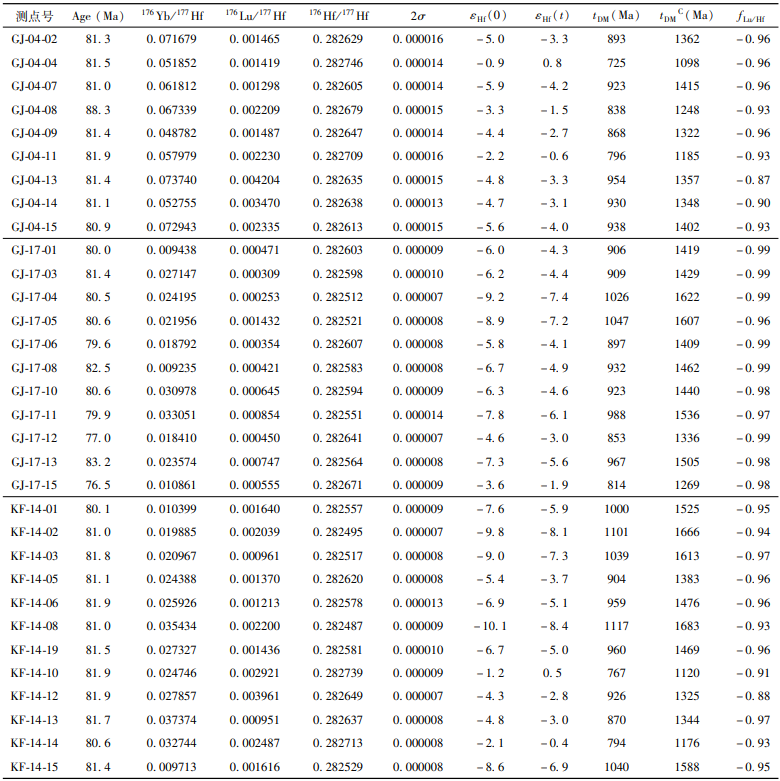 测点号 Age (Ma) ¹⁷⁶Yb/¹⁷⁷Hf ¹⁷⁶Lu/¹⁷⁷Hf ¹⁷⁶Hf/¹⁷⁷Hf 2σ εHf(0) εHf(t) tDM(Ma) tDMᶜ(Ma) fLu/Hf
GJ-04-02 81.3 0.071679 0.001465 0.282629 0.000016 −5.0 −3.3 893 1362 −0.96
GJ-04-04 81.5 0.051852 0.001419 0.282746 0.000014 −0.9 0.8 725 1098 −0.96
GJ-04-07 81.0 0.061812 0.001298 0.282605 0.000014 −5.9 −4.2 923 1415 −0.96
GJ-04-08 88.3 0.067339 0.002209 0.282679 0.000015 −3.3 −1.5 838 1248 −0.93
GJ-04-09 81.4 0.048782 0.001487 0.282647 0.000014 −4.4 −2.7 868 1322 −0.96
GJ-04-11 81.9 0.057979 0.002230 0.282709 0.000016 −2.2 −0.6 796 1185 −0.93
GJ-04-13 81.4 0.073740 0.004204 0.282635 0.000015 −4.8 −3.3 954 1357 −0.87
GJ-04-14 81.1 0.052755 0.003470 0.282638 0.000013 −4.7 −3.1 930 1348 −0.90
GJ-04-15 80.9 0.072943 0.002335 0.282613 0.000015 −5.6 −4.0 938 1402 −0.93
GJ-17-01 80.0 0.009438 0.000471 0.282603 0.000009 −6.0 −4.3 906 1419 −0.99
GJ-17-03 81.4 0.027147 0.000309 0.282598 0.000010 −6.2 −4.4 909 1429 −0.99
GJ-17-04 80.5 0.024195 0.000253 0.282512 0.000007 −9.2 −7.4 1026 1622 −0.99
GJ-17-05 80.6 0.021956 0.001432 0.282521 0.000008 −8.9 −7.2 1047 1607 −0.96
GJ-17-06 79.6 0.018792 0.000354 0.282607 0.000008 −5.8 −4.1 897 1409 −0.99
GJ-17-08 82.5 0.009235 0.000421 0.282583 0.000008 −6.7 −4.9 932 1462 −0.99
GJ-17-10 80.6 0.030978 0.000645 0.282594 0.000009 −6.3 −4.6 923 1440 −0.98
GJ-17-11 79.9 0.033051 0.000854 0.282551 0.000014 −7.8 −6.1 988 1536 −0.97
GJ-17-12 77.0 0.018410 0.000450 0.282641 0.000007 −4.6 −3.0 853 1336 −0.99
GJ-17-13 83.2 0.023574 0.000747 0.282564 0.000008 −7.3 −5.6 967 1505 −0.98
GJ-17-15 76.5 0.010861 0.000555 0.282671 0.000009 −3.6 −1.9 814 1269 −0.98
KF-14-01 80.1 0.010399 0.001640 0.282557 0.000009 −7.6 −5.9 1000 1525 −0.95
KF-14-02 81.0 0.019885 0.002039 0.282495 0.000007 −9.8 −8.1 1101 1666 −0.94
KF-14-03 81.8 0.020967 0.000961 0.282517 0.000008 −9.0 −7.3 1039 1613 −0.97
KF-14-05 81.1 0.024388 0.001370 0.282620 0.000008 −5.4 −3.7 904 1383 −0.96
KF-14-06 81.9 0.025926 0.001213 0.282578 0.000013 −6.9 −5.1 959 1476 −0.96
KF-14-08 81.0 0.035434 0.002200 0.282487 0.000009 −10.1 −8.4 1117 1683 −0.93
KF-14-19 81.5 0.027327 0.001436 0.282581 0.000010 −6.7 −5.0 960 1469 −0.96
KF-14-10 81.9 0.024746 0.002921 0.282739 0.000009 −1.2 0.5 767 1120 −0.91
KF-14-12 81.9 0.027857 0.003961 0.282649 0.000007 −4.3 −2.8 926 1325 −0.88
KF-14-13 81.7 0.037374 0.000951 0.282637 0.000008 −4.8 −3.0 870 1344 −0.97
KF-14-14 80.6 0.032744 0.002487 0.282713 0.000008 −2.1 −0.4 794 1176 −0.93
KF-14-15 81.4 0.009713 0.001616 0.282529 0.000008 −8.6 −6.9 1040 1588 −0.95